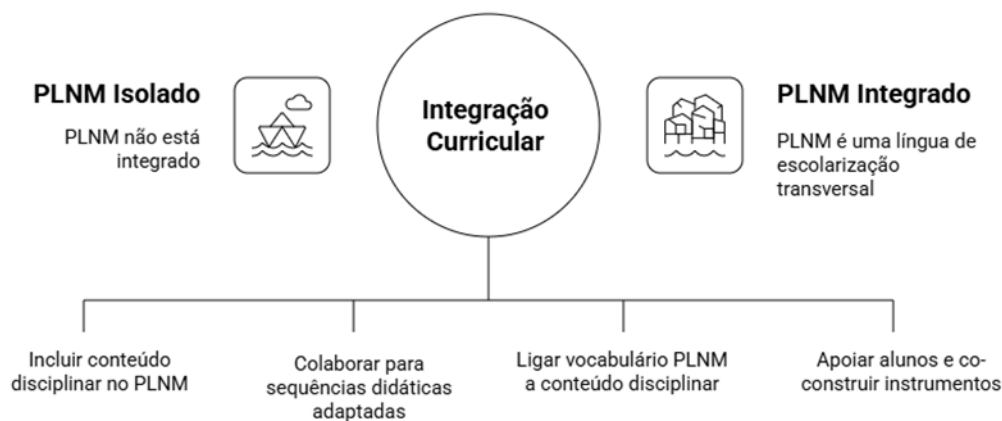 PLNM Isolado
PLNM não está
integrado
Integração
Curricular
PLNM Integrado
PLNM é uma língua de
escolarização
transversal
Incluir conteúdo
disciplinar no PLNM
Colaborar para
sequências didáticas
adaptadas
Ligar vocabulário PLNM
a conteúdo disciplinar
Apoiar alunos e co-
construir instrumentos